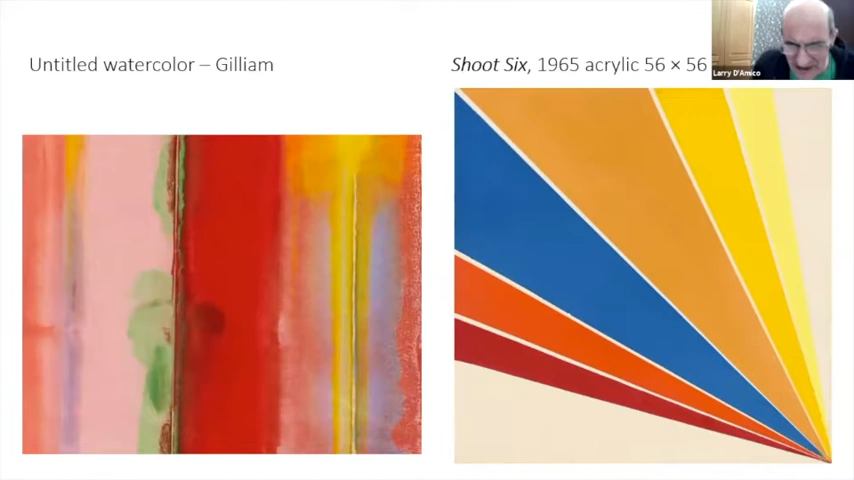 Untitled watercolor – Gilliam
Shoot Six, 1965 acrylic 56 × 56
Larry D'Amico